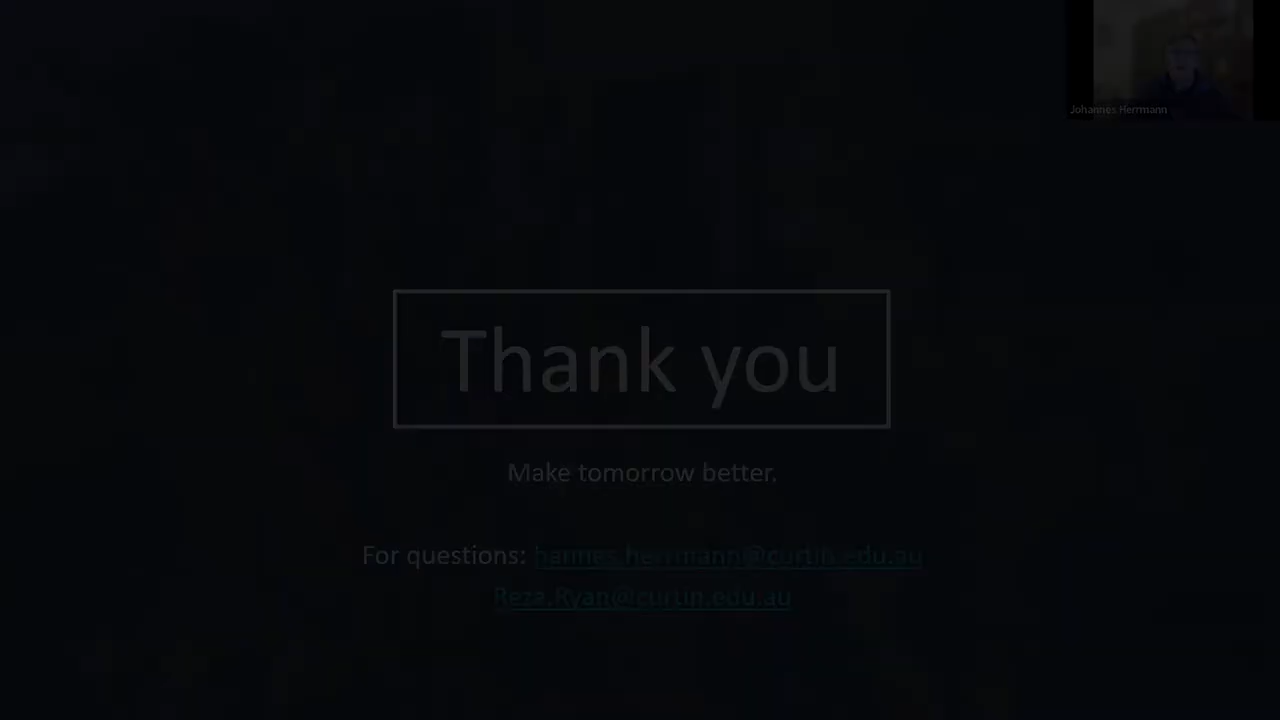 Johannes Herrmann
Thank you
Make tomorrow better.
For questions: hannes.herrmann@curtin.edu.au
Reza.Ryan@curtin.edu.au